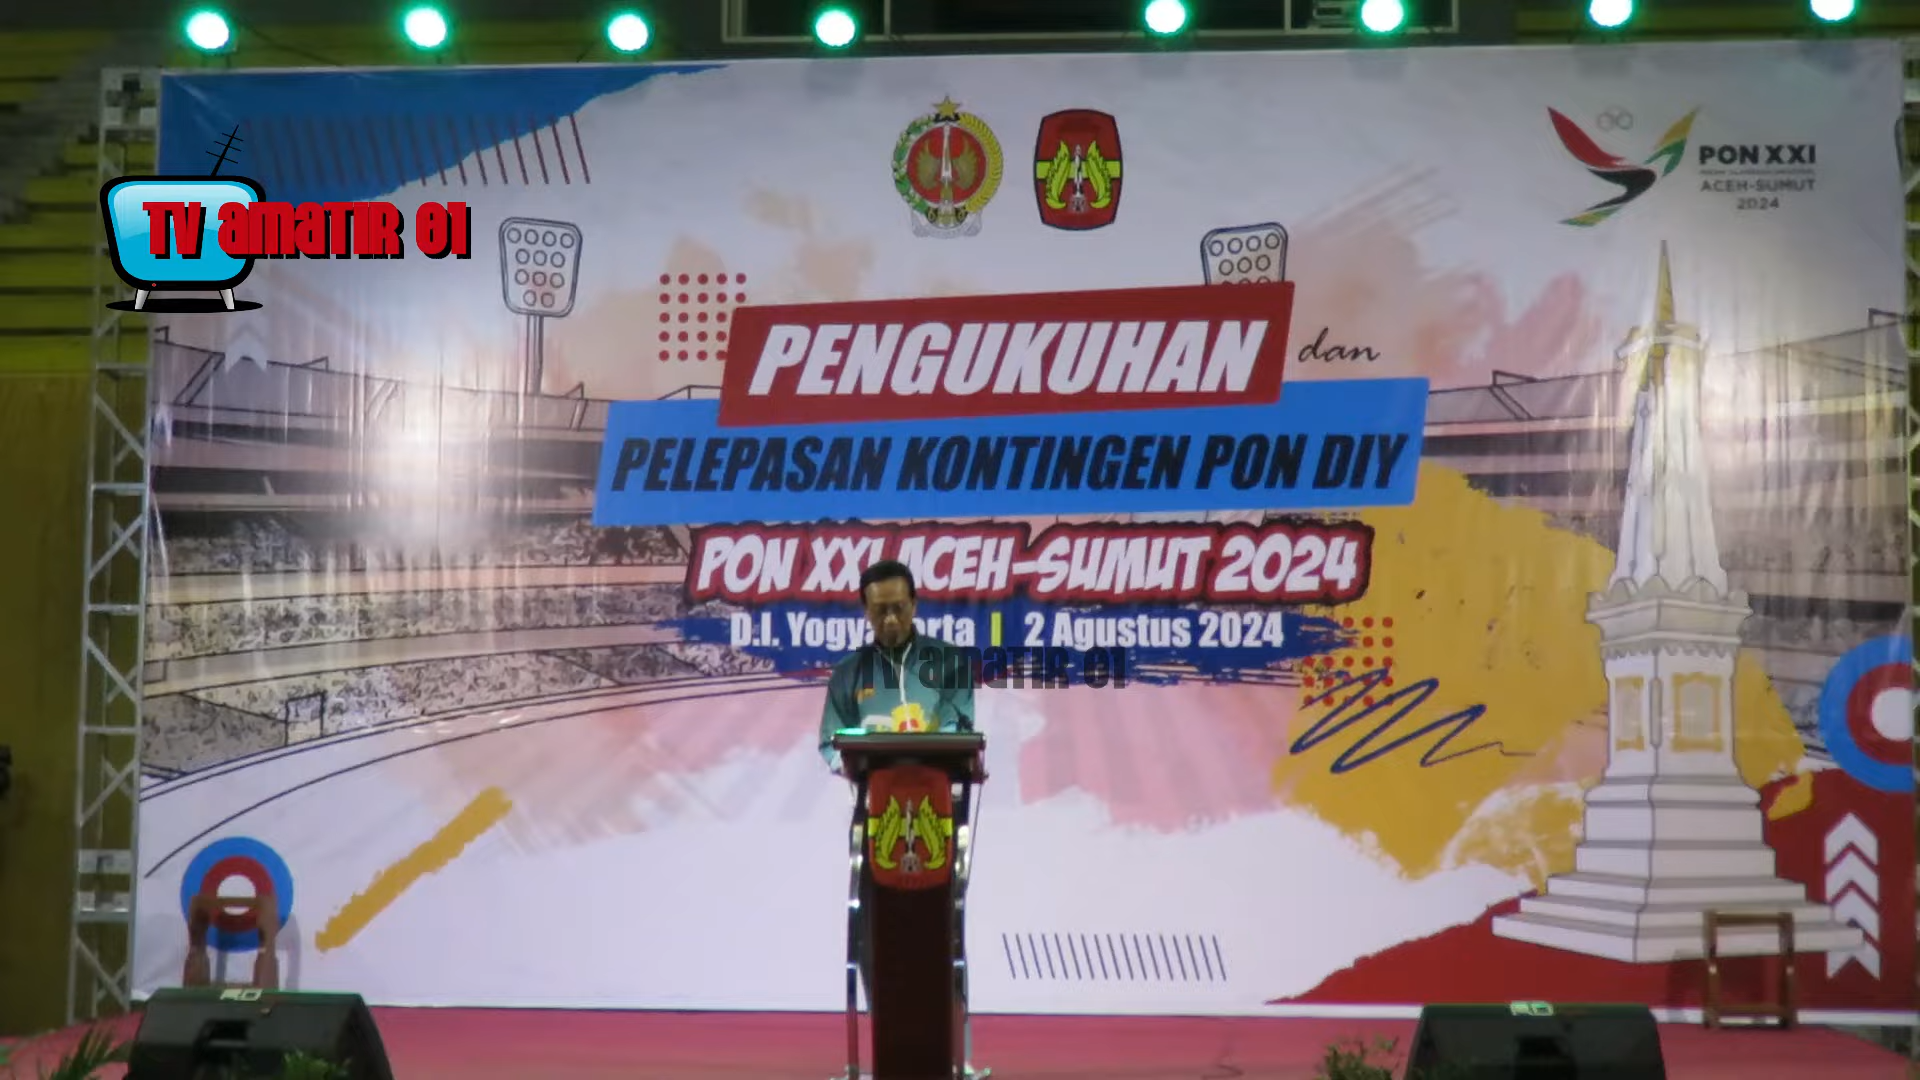 TV AMATIR 01
PON XXI
ACEH-SUMUT
2024
PENGUKUHAN
dan
PELEPASAN KONTINGEN PON DIY
PON XXI ACEH-SUMUT 2024
D.I. Yogyakarta | 2 Agustus 2024
TV AMATIR 01